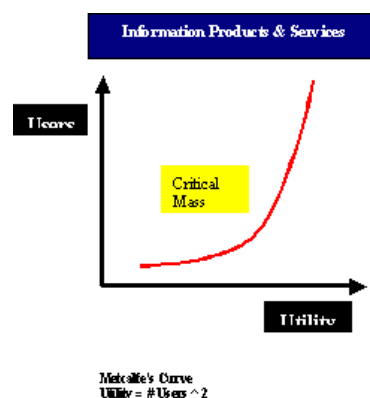 Information Products & Services
Users
Critical
Mass
Utility
Metcalfe's Curve
Utility = # Users ^ 2